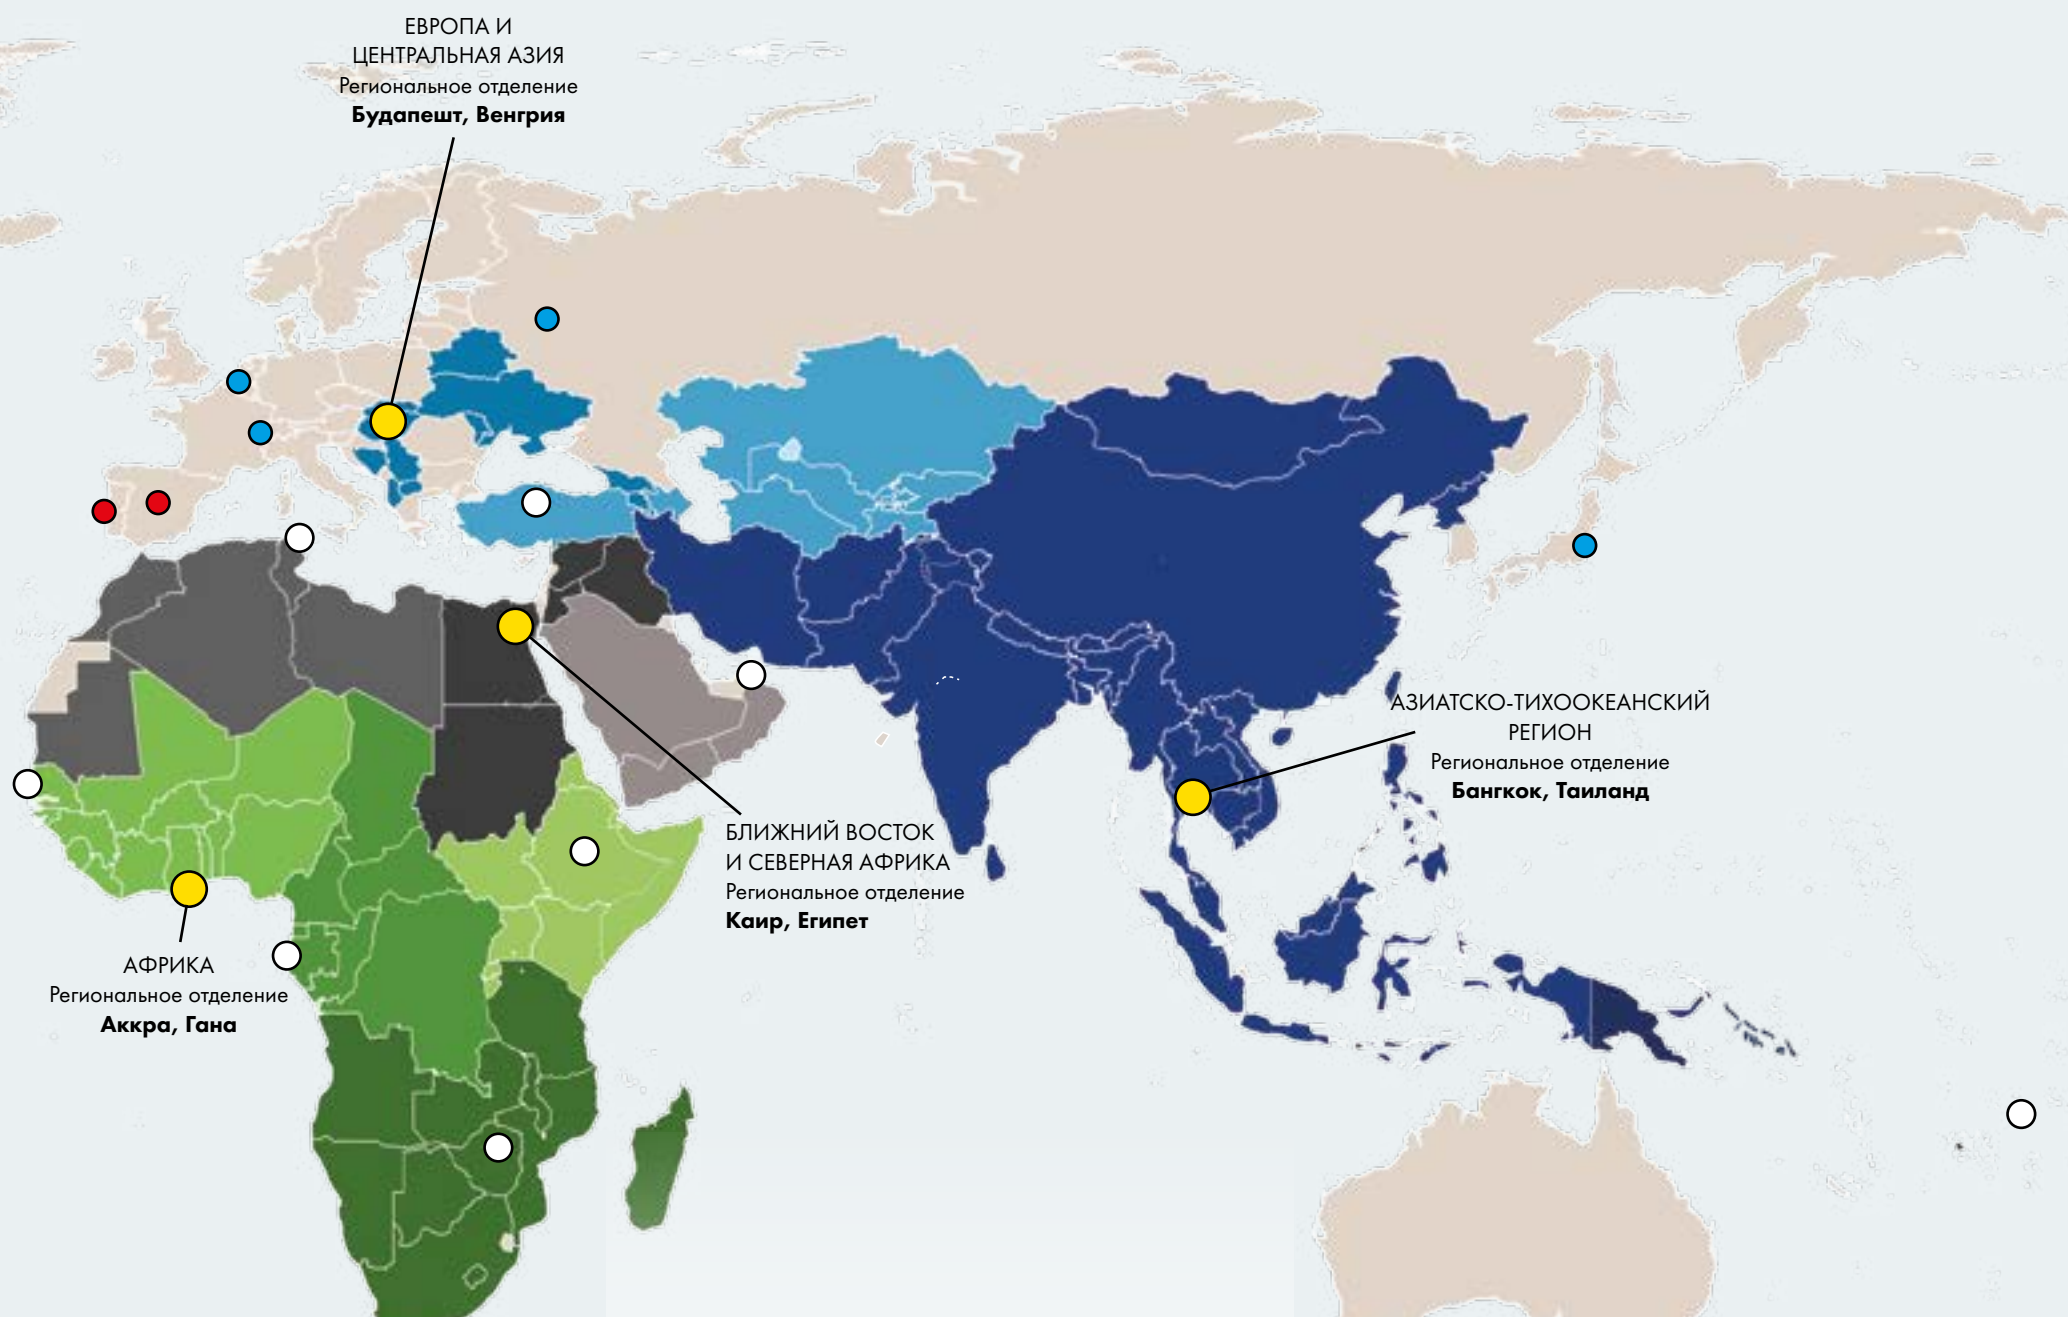 ЕВРОПА И
ЦЕНТРАЛЬНАЯ АЗИЯ
Региональное отделение
Будапешт, Венгрия
АЗИАТСКО-ТИХООКЕАНСКИЙ
РЕГИОН
Региональное отделение
Бангкок, Таиланд
БЛИЖНИЙ ВОСТОК
И СЕВЕРНАЯ АФРИКА
Региональное отделение
Каир, Египет
АФРИКА
Региональное отделение
Аккра, Гана